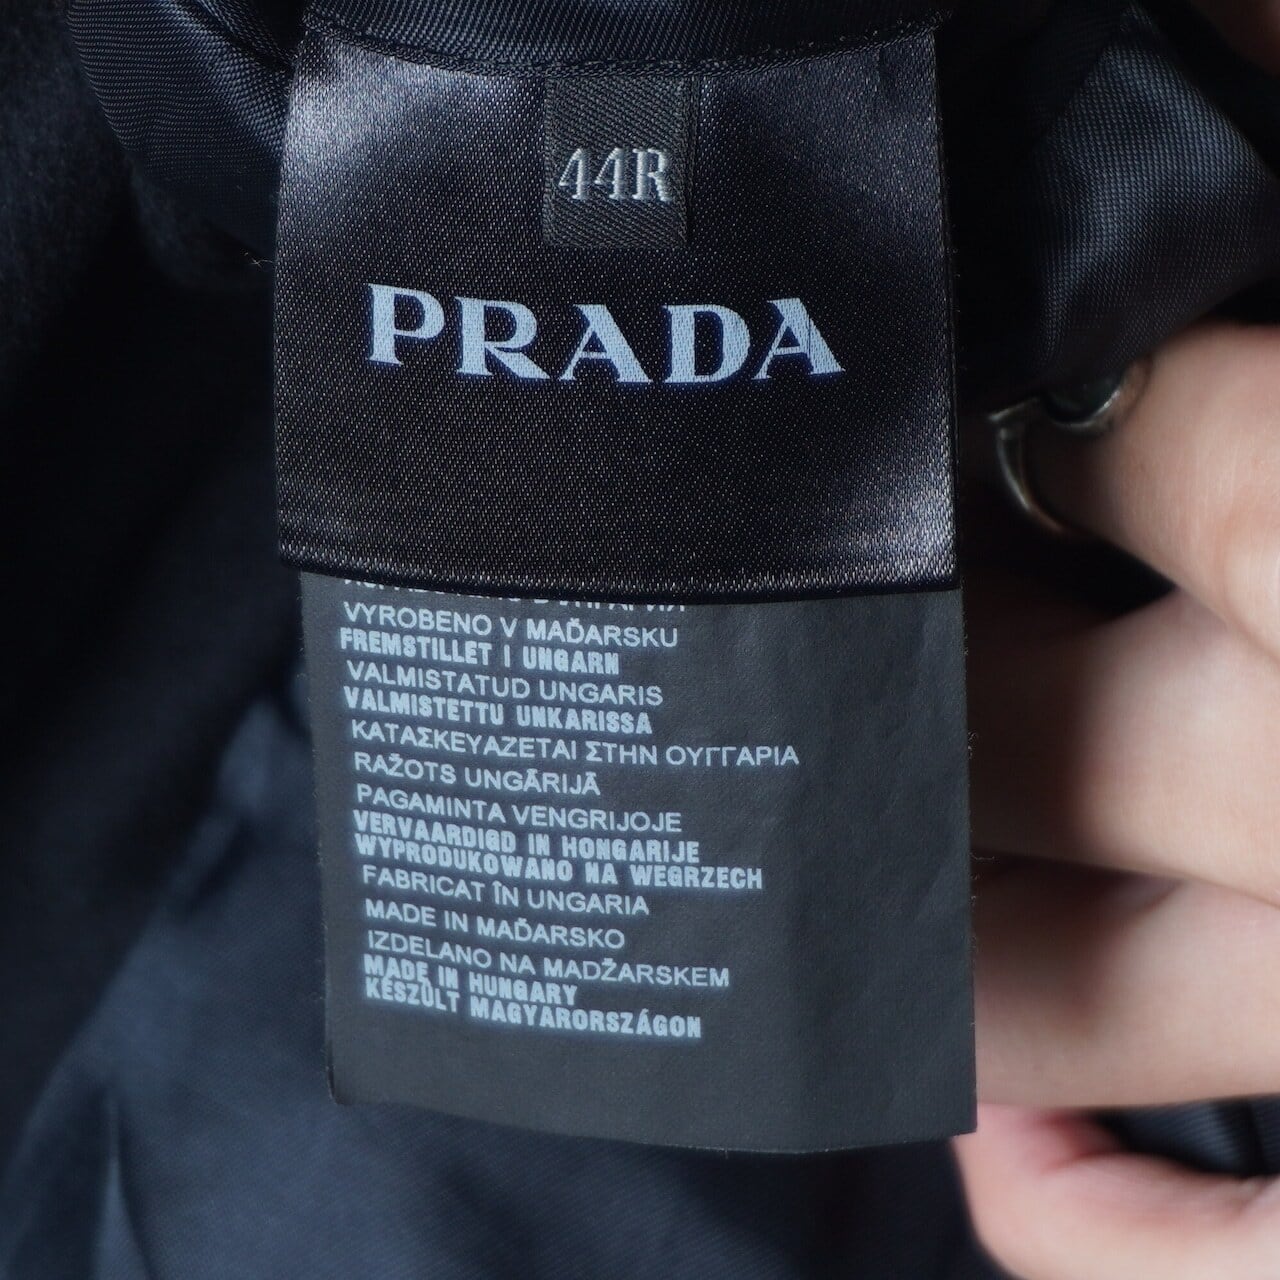 44R
PRADA
VYROBENO V MAĎARSKU
FREMSTILLET I UNGARN
VALMISTATUD UNGARIS
VALMISTETTU UNKARISSA
ΚΑΤΑΣΚΕΥΑΖΕΤΑΙ ΣΤΗΝ ΟΥΓΓΑΡΙΑ
RAŽOTS UNGĀRIJĀ
PAGAMINTA VENGRIJOJE
VERVAARDIGD IN HONGARIJE
WYPRODUKOWANO NA WEGRZECH
FABRICAT ÎN UNGARIA
MADE IN MAĎARSKO
IZDELANO NA MADŽARSKEM
MADE IN HUNGARY
KÉSZÜLT MAGYARORSZÁGON